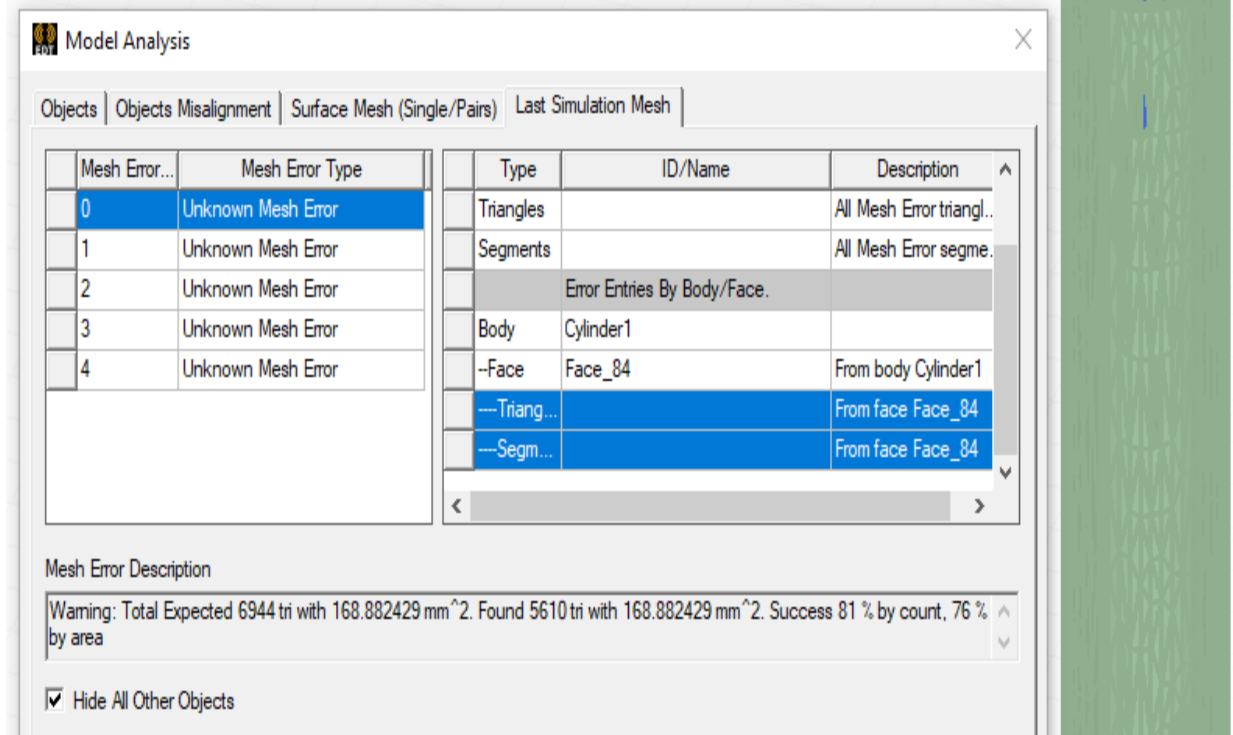 EDT
Model Analysis
Objects
Objects Misalignment
Surface Mesh (Single/Pairs)
Last Simulation Mesh
Mesh Error... Mesh Error Type
0 Unknown Mesh Error
1 Unknown Mesh Error
2 Unknown Mesh Error
3 Unknown Mesh Error
4 Unknown Mesh Error
Type ID/Name Description
Triangles All Mesh Error triangl..
Segments All Mesh Error segme.
Error Entries By Body/Face.
Body Cylinder1
--Face Face_84 From body Cylinder1
----Triang... From face Face_84
----Segm... From face Face_84
Mesh Error Description
Warning: Total Expected 6944 tri with 168.882429 mm^2. Found 5610 tri with 168.882429 mm^2. Success 81 % by count, 76 %
by area
Hide All Other Objects